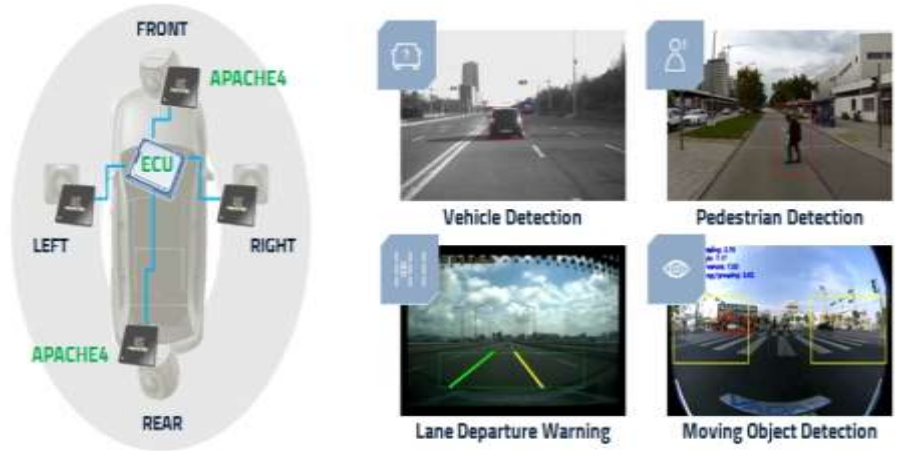 FRONT
APACHE4
ECU
LEFT
RIGHT
APACHE4
REAR
Vehicle Detection
Pedestrian Detection
Lane Departure Warning
Moving Object Detection